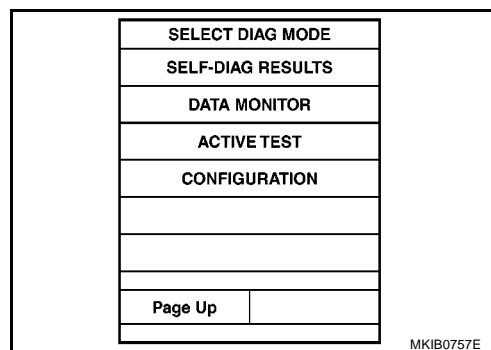 SELECT DIAG MODE
SELF-DIAG RESULTS
DATA MONITOR
ACTIVE TEST
CONFIGURATION
Page Up
MKIB0757E